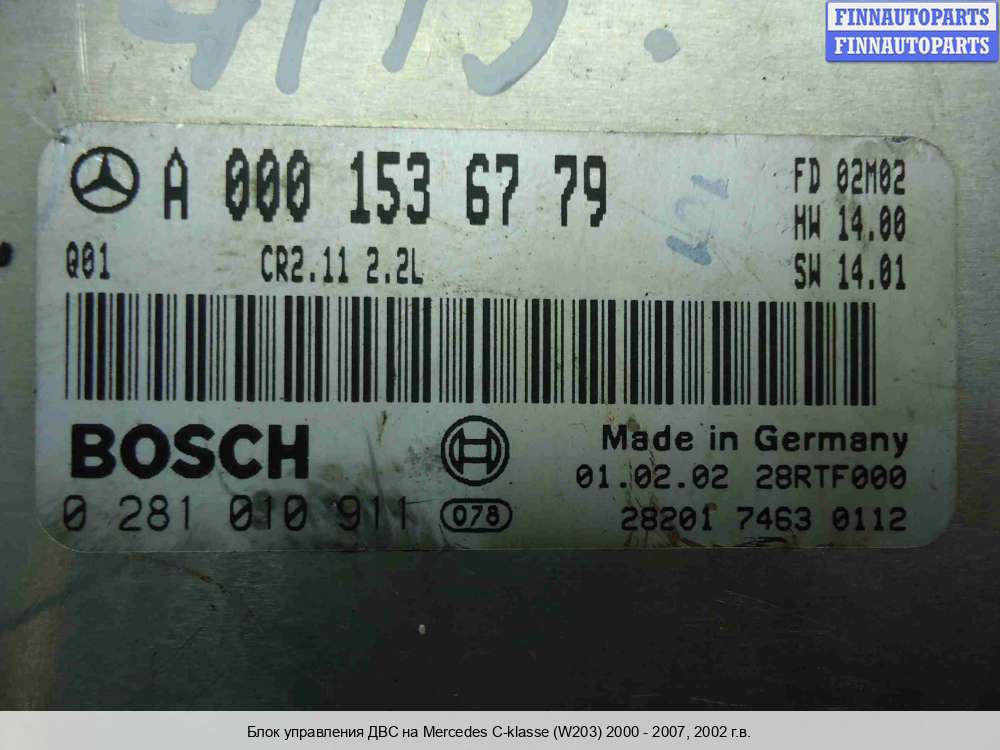 FINNAUTOPARTS
FINNAUTOPARTS
A 000 153 67 79
FD 02M02
HW 14.00
Q01 CR2.11 2.2L
SW 14.01
BOSCH
Made in Germany
01.02.02 28RTF000
0 281 010 911 078
28201 7463 0112
Блок управления ДВС на Mercedes C-klasse (W203) 2000 - 2007, 2002 г.в.